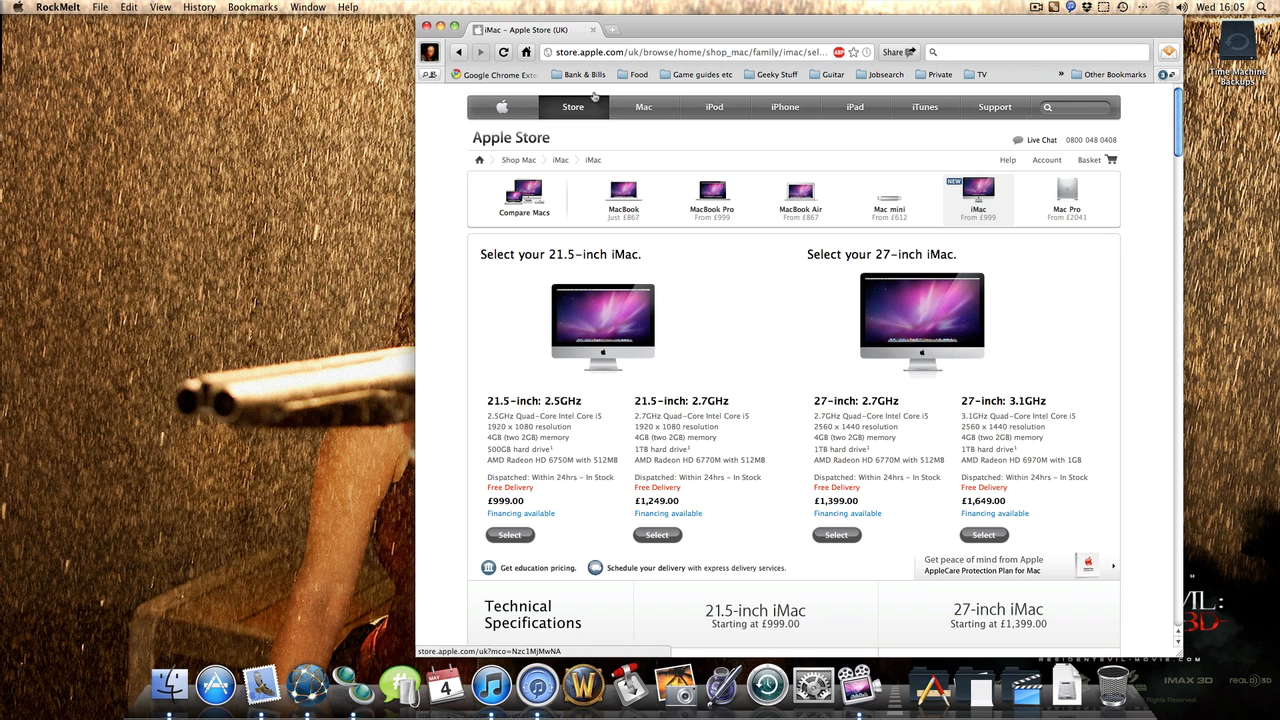 RockMelt File Edit View History Bookmarks Window Help
Wed 16:05
iMac - Apple Store (UK)
store.apple.com/uk/browse/home/shop_mac/family/imac/sel...
ABP
Share
Google Chrome Exte
Bank & Bills
Food
Game guides etc
Geeky Stuff
Guitar
Jobsearch
Private
TV
»
Other Bookmarks
Time Machine
Backups
Store
Mac
iPod
iPhone
iPad
iTunes
Support
Apple Store
Live Chat 0800 048 0408
Shop Mac
iMac
iMac
Help
Account
Basket
Compare Macs
MacBook
Just £867
MacBook Pro
From £999
MacBook Air
From £867
Mac mini
From £612
NEW
iMac
From £999
Mac Pro
From £2041
Select your 21.5-inch iMac.
Select your 27-inch iMac.
21.5-inch: 2.5GHz
2.5GHz Quad-Core Intel Core i5
1920 x 1080 resolution
4GB (two 2GB) memory
500GB hard drive¹
AMD Radeon HD 6750M with 512MB
Dispatched: Within 24hrs - In Stock
Free Delivery
£999.00
Financing available
Select
21.5-inch: 2.7GHz
2.7GHz Quad-Core Intel Core i5
1920 x 1080 resolution
4GB (two 2GB) memory
1TB hard drive¹
AMD Radeon HD 6770M with 512MB
Dispatched: Within 24hrs - In Stock
Free Delivery
£1,249.00
Financing available
Select
27-inch: 2.7GHz
2.7GHz Quad-Core Intel Core i5
2560 x 1440 resolution
4GB (two 2GB) memory
1TB hard drive¹
AMD Radeon HD 6770M with 512MB
Dispatched: Within 24hrs - In Stock
Free Delivery
£1,399.00
Financing available
Select
27-inch: 3.1GHz
3.1GHz Quad-Core Intel Core i5
2560 x 1440 resolution
4GB (two 2GB) memory
1TB hard drive¹
AMD Radeon HD 6970M with 1GB
Dispatched: Within 24hrs - In Stock
Free Delivery
£1,649.00
Financing available
Select
Get education pricing.
Schedule your delivery with express delivery services.
Get peace of mind from Apple
AppleCare Protection Plan for Mac
Technical
Specifications
21.5-inch iMac
Starting at £999.00
27-inch iMac
Starting at £1,399.00
store.apple.com/uk?mco=Nzc1MjMwNA
H
VIL:
3D
RESIDENTEVIL-MOVIE.COM
IMAX 3D
real D 3D
Rights Reserved.
MAY
4
W